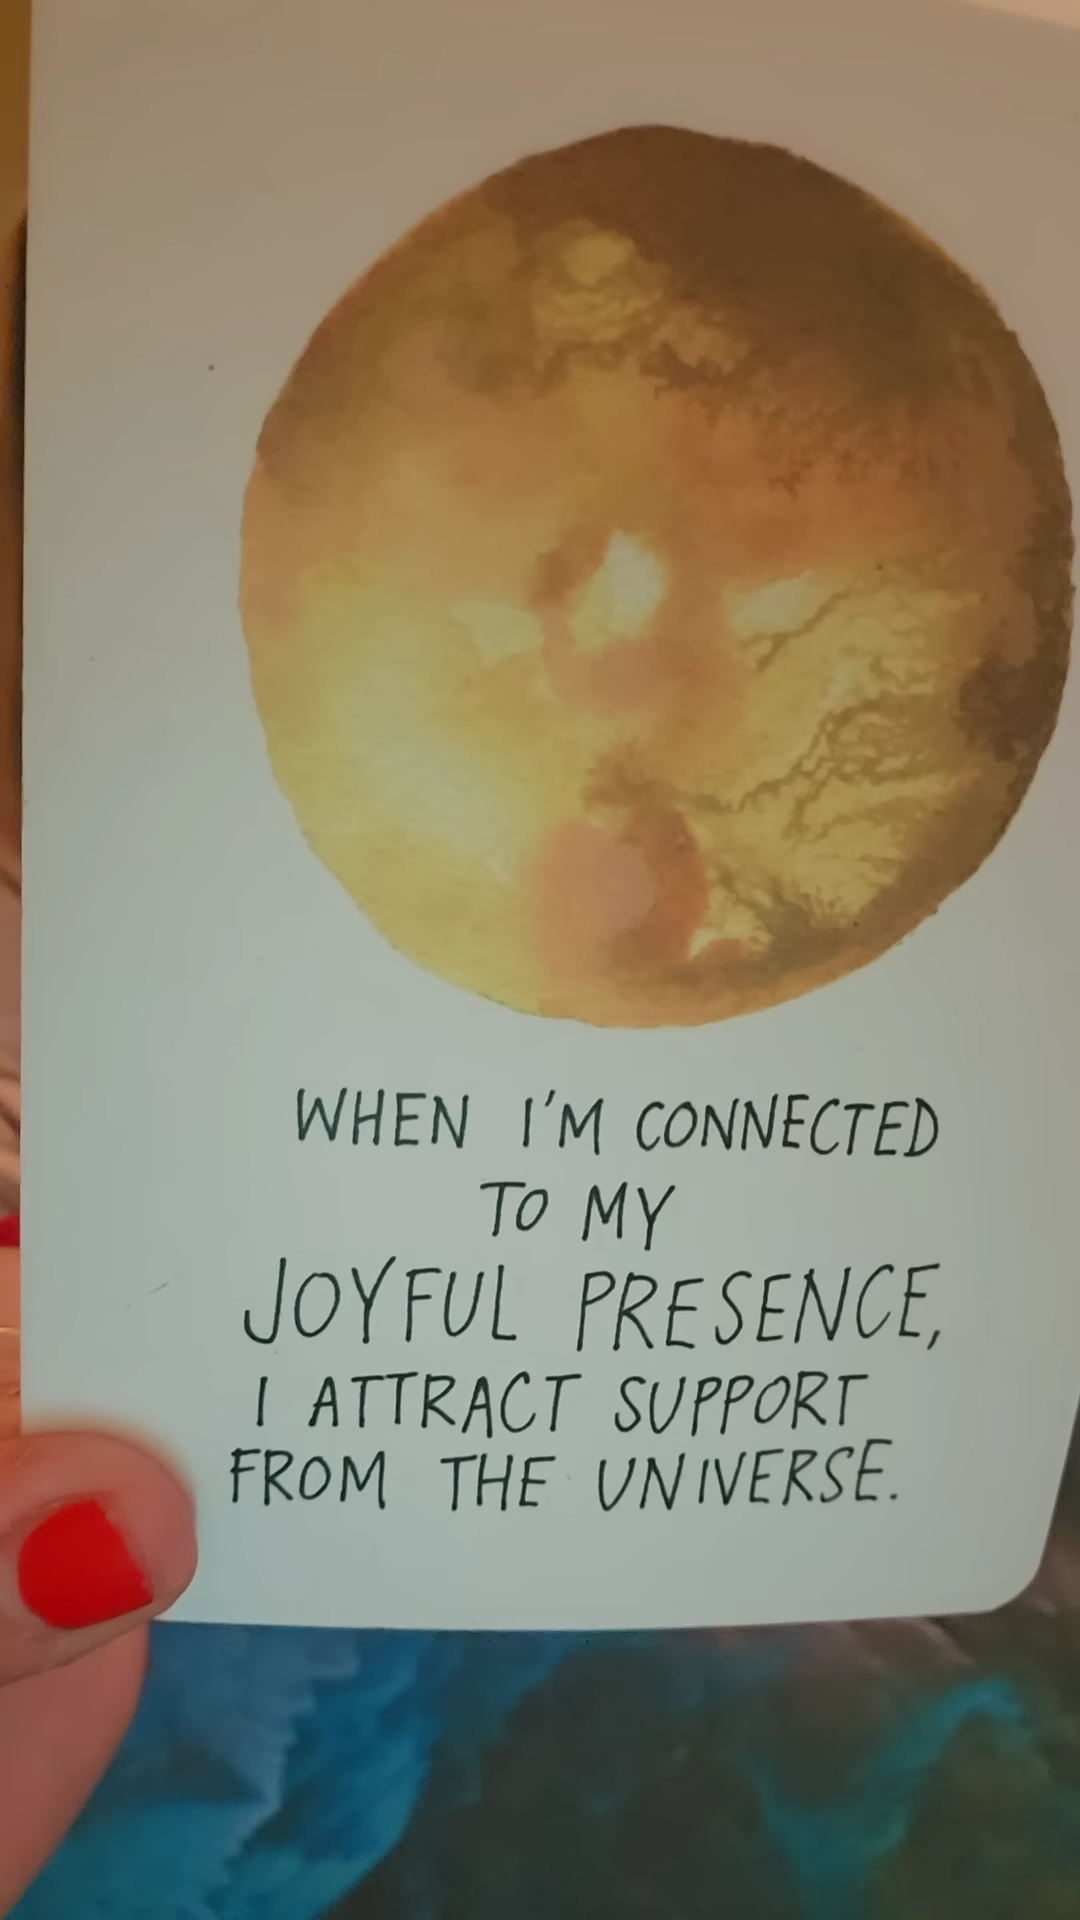 WHEN I'M CONNECTED
TO MY
JOYFUL PRESENCE,
I ATTRACT SUPPORT
FROM THE UNIVERSE.